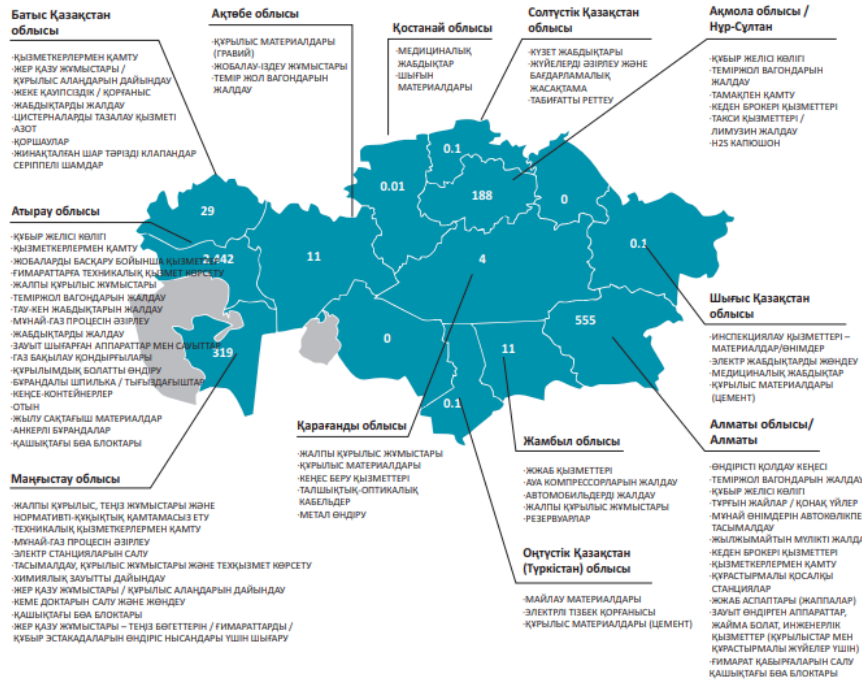 Батыс Қазақстан
облысы
·ҚЫЗМЕТКЕРЛЕРМЕН ҚАМТУ
·ЖЕР ҚАЗУ ЖҰМЫСТАРЫ /
ҚҰРЫЛЫС АЛАҢДАРЫН ДАЙЫНДАУ
·ЖЕКЕ ҚАУІПСІЗДІК / ҚОРҒАНЫС
·ЖАБДЫҚТАРДЫ ЖАЛДАУ
·ЦИСТЕРНАЛАРДЫ ТАЗАЛАУ ҚЫЗМЕТІ
·АЗОТ
·ҚОРШАУЛАР
·ЖИНАҚТАЛҒАН ШАР ТӘРІЗДІ КЛАПАНДАР
СЕРІППЕЛІ ШАМДАР
Ақтөбе облысы
·ҚҰРЫЛЫС МАТЕРИАЛДАРЫ
(ГРАВИЙ)
·ЖОБАЛАУ-ІЗДЕУ ЖҰМЫСТАРЫ
·ТЕМІР ЖОЛ ВАГОНДАРЫН
ЖАЛДАУ
Қостанай облысы
·МЕДИЦИНАЛЫҚ
ЖАБДЫҚТАР
·ШЫҒЫН
МАТЕРИАЛДАРЫ
Солтүстік Қазақстан
облысы
·КҮЗЕТ ЖАБДЫҚТАРЫ
·ЖҮЙЕЛЕРДІ ӘЗІРЛЕУ ЖӘНЕ
БАҒДАРЛАМАЛЫҚ
ЖАСАҚТАМА
·ТАБИҒАТТЫ РЕТТЕУ
Ақмола облысы /
Нұр-Сұлтан
·ҚҰБЫР ЖЕЛІСІ КӨЛІГІ
·ТЕМІРЖОЛ ВАГОНДАРЫН
ЖАЛДАУ
·ТАМАҚПЕН ҚАМТУ
·КЕДЕН БРОКЕРІ ҚЫЗМЕТТЕРІ
·ТАКСИ ҚЫЗМЕТТЕРІ /
ЛИМУЗИН ЖАЛДАУ
·H2S КАПЮШОН
0.1
0.01
188
0
29
2,442
11
4
0.1
319
0
11
555
0.1
Атырау облысы
·ҚҰБЫР ЖЕЛІСІ КӨЛІГІ
·ҚЫЗМЕТКЕРЛЕРМЕН ҚАМТУ
·ЖОБАЛАРДЫ БАСҚАРУ БОЙЫНША ҚЫЗМЕТТЕР
·ҒИМАРАТТАРҒА ТЕХНИКАЛЫҚ ҚЫЗМЕТ КӨРСЕТУ
·ЖАЛПЫ ҚҰРЫЛЫС ЖҰМЫСТАРЫ
·ТЕМІРЖОЛ ВАГОНДАРЫН ЖАЛДАУ
·ТАУ-КЕН ЖАБДЫҚТАРЫН ЖАЛДАУ
·МҰНАЙ-ГАЗ ПРОЦЕСІН ӘЗІРЛЕУ
·ЖАБДЫҚТАРДЫ ЖАЛДАУ
·ЗАУЫТ ШЫҒАРҒАН АППАРАТТАР МЕН САУЫТТАР
·ГАЗ БАҚЫЛАУ ҚОНДЫРҒЫЛАРЫ
·ҚҰРЫЛЫМДЫҚ БОЛАТТЫ ӨНДІРУ
·БҰРАНДАЛЫ ШПИЛЬКА / ТЫҒЫЗДАҒЫШТАР
·КЕҢСЕ-КОНТЕЙНЕРЛЕР
·ОТЫН
·ЖЫЛУ САҚТАҒЫШ МАТЕРИАЛДАР
·АНКЕРЛІ БҰРАНДАЛАР
·ҚАШЫҚТАҒЫ БӨА БЛОКТАРЫ
Шығыс Қазақстан
облысы
·ИНСПЕКЦИЯЛАУ ҚЫЗМЕТТЕРІ –
МАТЕРИАЛДАР/ӨНІМДЕР
·ЭЛЕКТР ЖАБДЫҚТАРДЫ ЖӨНДЕУ
·МЕДИЦИНАЛЫҚ ЖАБДЫҚТАР
·ҚҰРЫЛЫС МАТЕРИАЛДАРЫ
(ЦЕМЕНТ)
Маңғыстау облысы
·ЖАЛПЫ ҚҰРЫЛЫС, ТЕҢІЗ ЖҰМЫСТАРЫ ЖӘНЕ
НОРМАТИВТІ-ҚҰҚЫҚТЫҚ ҚАМТАМАСЫЗ ЕТУ
·ТЕХНИКАЛЫҚ ҚЫЗМЕТКЕРЛЕРМЕН ҚАМТУ
·МҰНАЙ-ГАЗ ПРОЦЕСІН ӘЗІРЛЕУ
·ЭЛЕКТР СТАНЦИЯЛАРЫН САЛУ
·ТАСЫМАЛДАУ, ҚҰРЫЛЫС ЖҰМЫСТАРЫ ЖӘНЕ ТЕХҚЫЗМЕТ КӨРСЕТУ
·ХИМИЯЛЫҚ ЗАУЫТТЫ ДАЙЫНДАУ
·ЖЕР ҚАЗУ ЖҰМЫСТАРЫ / ҚҰРЫЛЫС АЛАҢДАРЫН ДАЙЫНДАУ
·КЕМЕ ДОКТАРЫН САЛУ ЖӘНЕ ЖӨНДЕУ
·ҚАШЫҚТАҒЫ БӨА БЛОКТАРЫ
·ЖЕР ҚАЗУ ЖҰМЫСТАРЫ – ТЕҢІЗ БӨГЕТТЕРІН / ҒИМАРАТТАРДЫ /
ҚҰБЫР ЭСТАКАДАЛАРЫН ӨНДІРІС НЫСАНДАРЫ ҮШІН ШЫҒАРУ
Қарағанды облысы
·ЖАЛПЫ ҚҰРЫЛЫС ЖҰМЫСТАРЫ
·ҚҰРЫЛЫС МАТЕРИАЛДАРЫ
·КЕҢЕС БЕРУ ҚЫЗМЕТТЕРІ
·ТАЛШЫҚТЫҚ-ОПТИКАЛЫҚ
КАБЕЛЬДЕР
·МЕТАЛ ӨНДІРУ
Жамбыл облысы
·ЖЖАБ ҚЫЗМЕТТЕРІ
·АУА КОМПРЕССОРЛАРЫН ЖАЛДАУ
·АВТОМОБИЛЬДЕРДІ ЖАЛДАУ
·ЖАЛПЫ ҚҰРЫЛЫС ЖҰМЫСТАРЫ
·РЕЗЕРВУАРЛАР
Оңтүстік Қазақстан
(Түркістан) облысы
·МАЙЛАУ МАТЕРИАЛДАРЫ
·ЭЛЕКТРЛІ ТІЗБЕК ҚОРҒАНЫСЫ
·ҚҰРЫЛЫС МАТЕРИАЛДАРЫ (ЦЕМЕНТ)
Алматы облысы/
Алматы
·ӨНДІРІСТІ ҚОЛДАУ КЕҢЕСІ
·ТЕМІРЖОЛ ВАГОНДАРЫН ЖАЛДАУ
·ҚҰБЫР ЖЕЛІСІ КӨЛІГІ
·ТҰРҒЫН ЖАЙЛАР / ҚОНАҚ ҮЙЛЕР
·МҰНАЙ ӨНІМДЕРІН АВТОКӨЛІКПЕ
ТАСЫМАЛДАУ
·ЖЫЛЖЫМАЙТЫН МҮЛІКТІ ЖАЛДА
·КЕДЕН БРОКЕРІ ҚЫЗМЕТТЕРІ
·ҚЫЗМЕТКЕРЛЕРМЕН ҚАМТУ
·ҚҰРАСТЫРМАЛЫ ҚОСАЛҚЫ
СТАНЦИЯЛАР
·ЖЖАБ АСПАПТАРЫ (ЖАППАЛАР)
·ЗАУЫТ ӨНДІРГЕН АППАРАТТАР,
ЖАЙМА БОЛАТ, ИНЖЕНЕРЛІК
ҚЫЗМЕТТЕР (ҚҰРЫЛЫСТАР МЕН
ҚҰРАСТЫРМАЛЫ ЖҮЙЕЛЕР ҮШІН)
·ҒИМАРАТ ҚАБЫРҒАЛАРЫН САЛУ
ҚАШЫҚТАҒЫ БӨА БЛОКТАРЫ